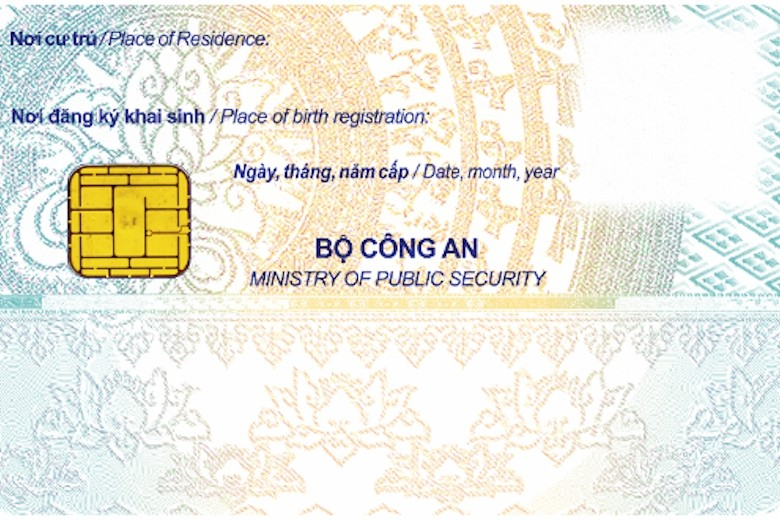 Nơi cư trú / Place of Residence:
Nơi đăng ký khai sinh / Place of birth registration:
Ngày, tháng, năm cấp / Date, month, year
BỘ CÔNG AN
MINISTRY OF PUBLIC SECURITY